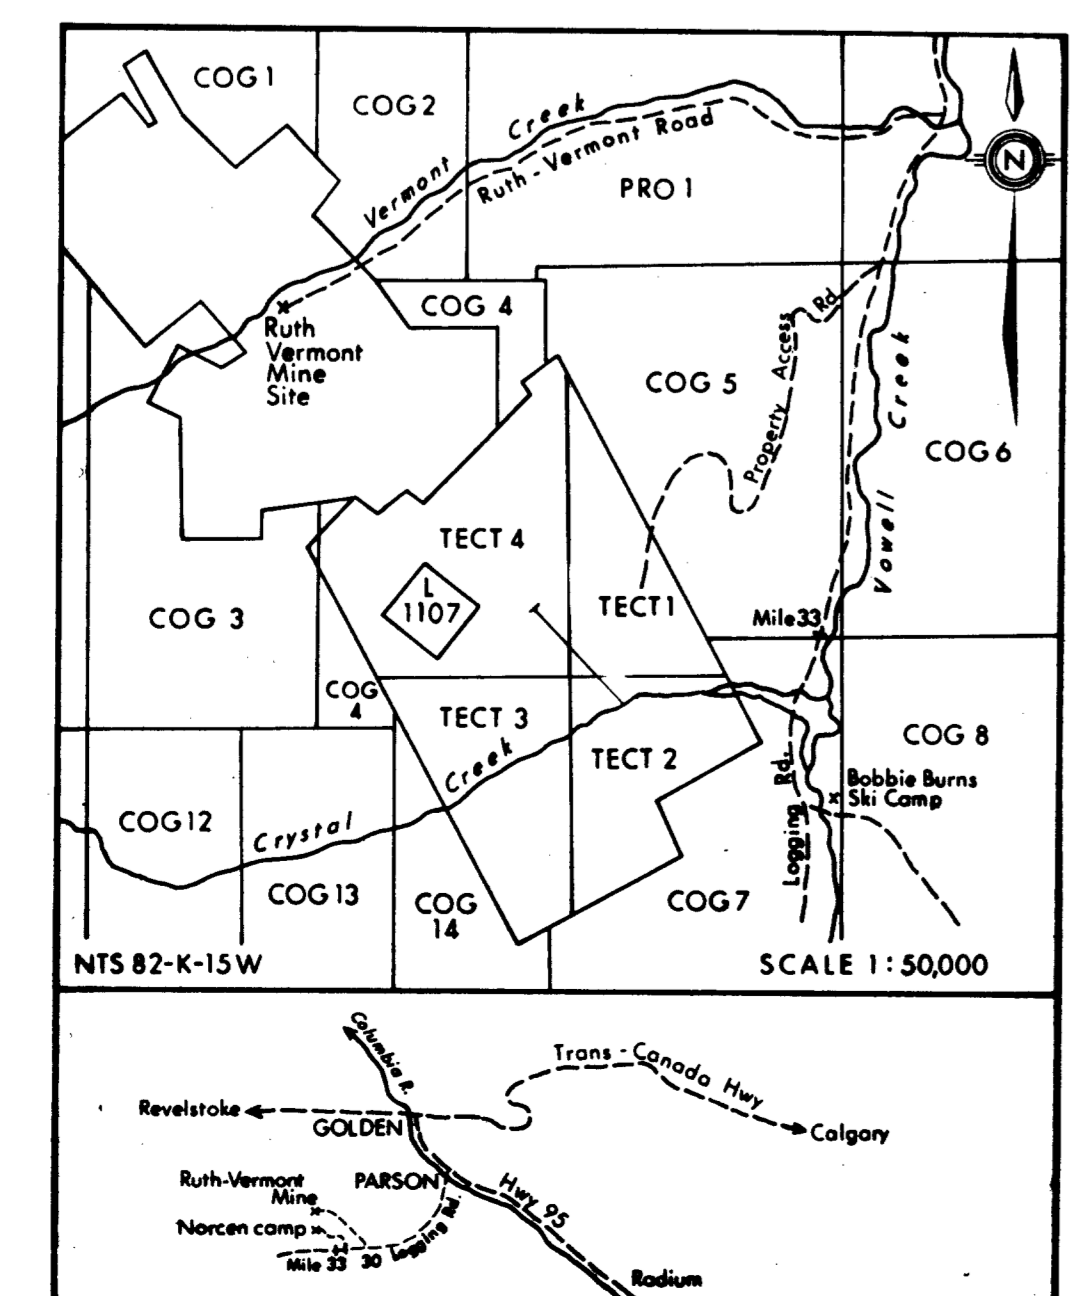 COG 1
COG 2
Vermont Creek
Ruth-Vermont Road
PRO 1
N
COG 4
Ruth
Vermont
Mine
Site
COG 5
Property Access Rd.
Vowell Creek
COG 6
TECT 4
L
1107
TECT 1
Mile 33
COG 3
COG
4
TECT 3
TECT 2
COG 8
Crystal Creek
Logging Rd.
Bobbie Burns
Ski Camp
COG 12
COG 13
COG
14
COG 7
NTS 82-K-15W
SCALE 1:50,000
Columbia R.
Trans-Canada Hwy
Revelstoke
GOLDEN
Calgary
Ruth-Vermont
Mine
PARSON
Hwy 95
Norcen camp
Mile 33
30
Logging Rd.
Radium